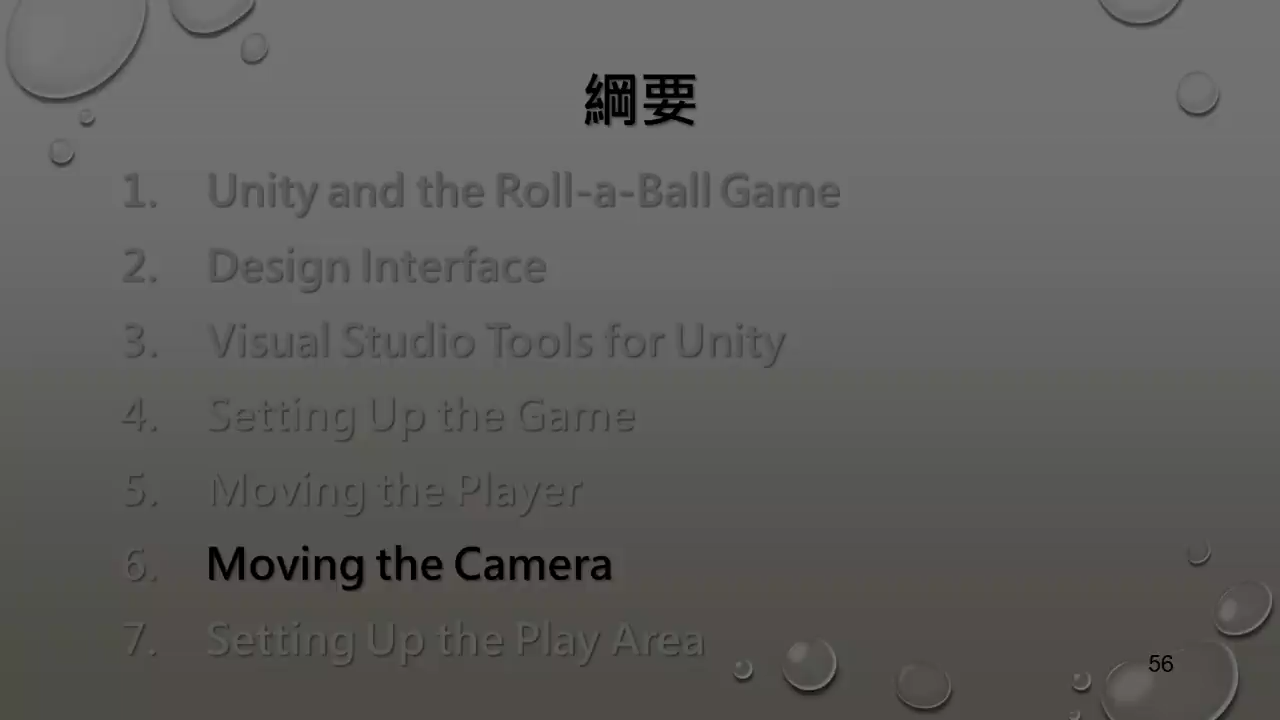 綱要
1. Unity and the Roll-a-Ball Game
2. Design Interface
3. Visual Studio Tools for Unity
4. Setting Up the Game
5. Moving the Player
6. Moving the Camera
7. Setting Up the Play Area
56